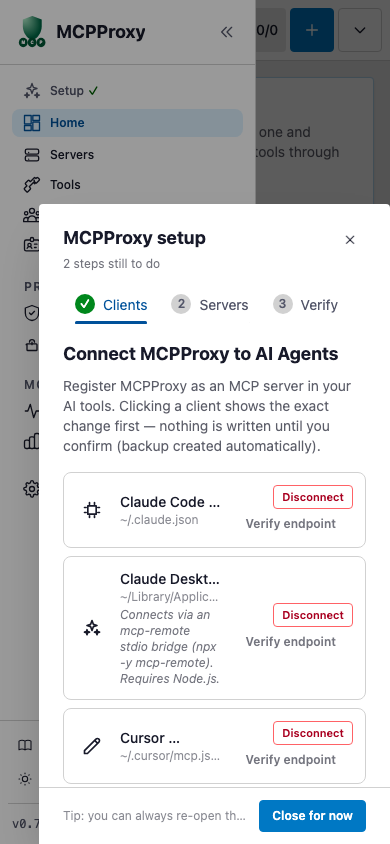 MCPProxy
0/0
Setup
Home
one and
Servers
tools through
Tools
MCPProxy setup
2 steps still to do
Clients
2 Servers
3 Verify
Connect MCPProxy to AI Agents
Register MCPProxy as an MCP server in your
AI tools. Clicking a client shows the exact
change first — nothing is written until you
confirm (backup created automatically).
Claude Code ...
~/.claude.json
Disconnect
Verify endpoint
Claude Deskt...
~/Library/Applic...
Connects via an
mcp-remote
stdio bridge (npx
-y mcp-remote).
Requires Node.js.
Disconnect
Verify endpoint
Cursor ...
~/.cursor/mcp.js...
Disconnect
Verify endpoint
Tip: you can always re-open th...
Close for now
v0.7